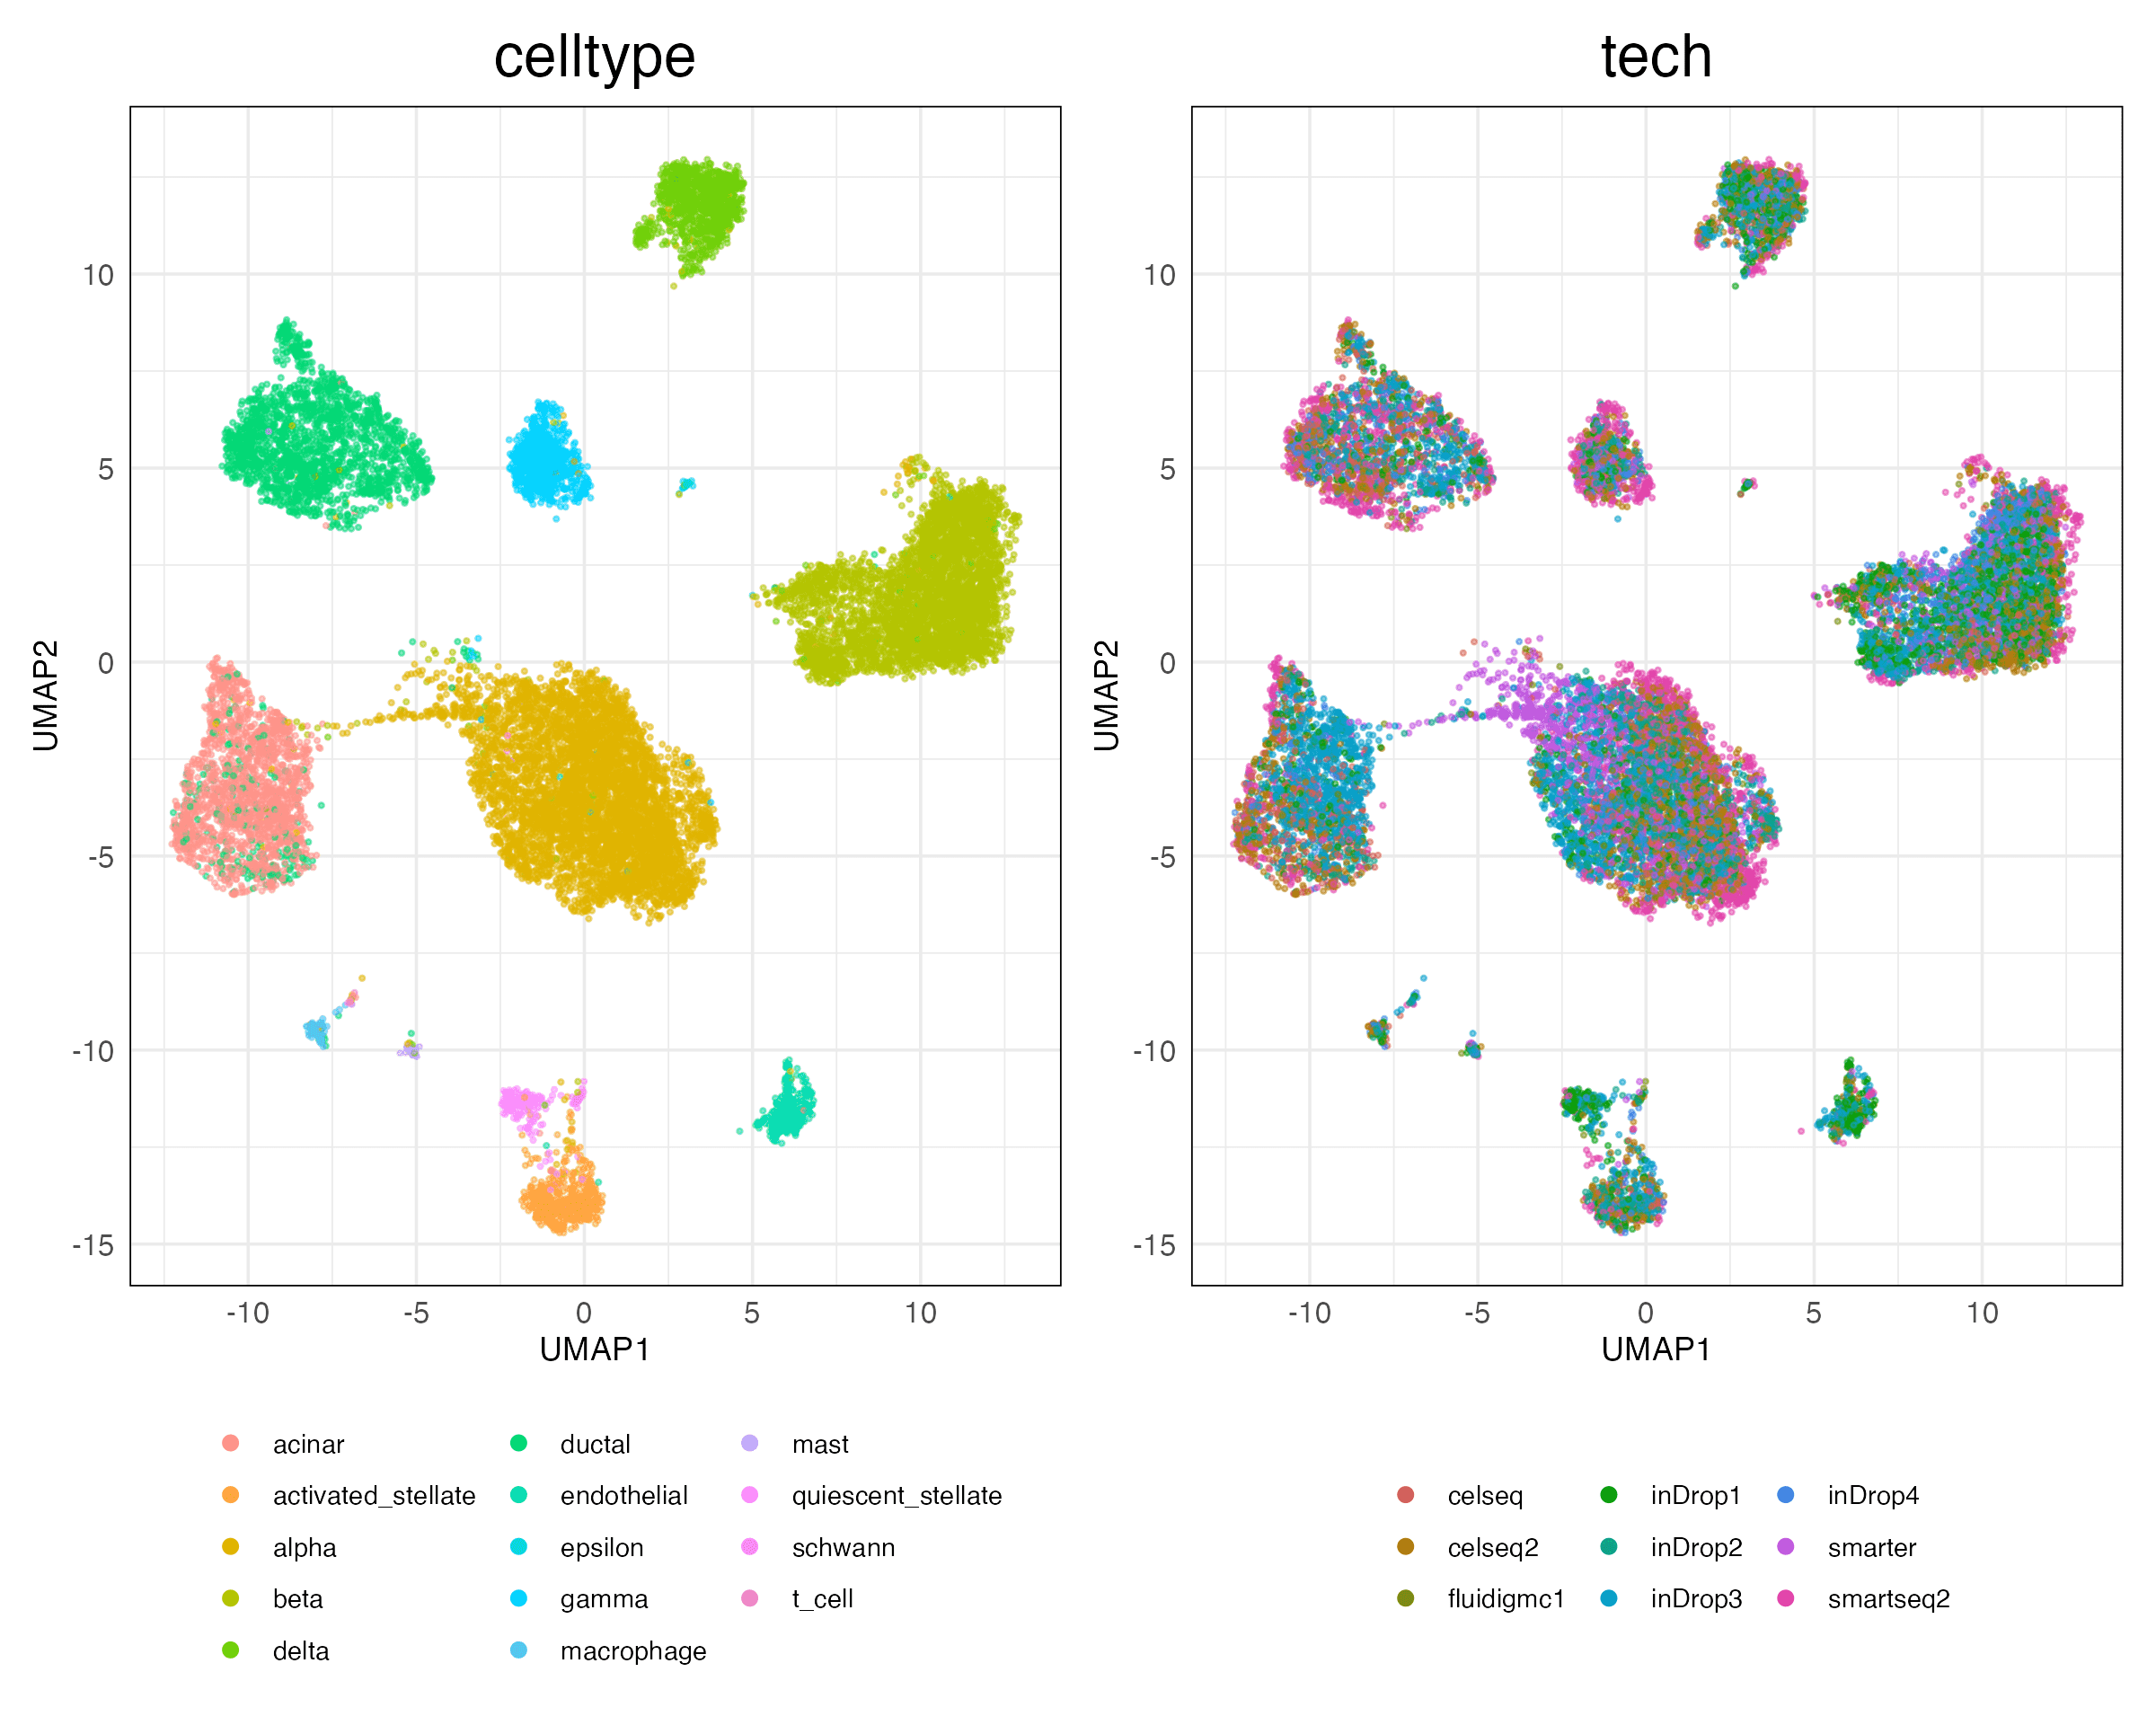 celltype
tech
UMAP2
10
5
0
-5
-10
-15
-10 -5 0 5 10
UMAP1
UMAP2
10
5
0
-5
-10
-15
-10 -5 0 5 10
UMAP1
acinar ductal mast
activated_stellate endothelial quiescent_stellate
alpha epsilon schwann
beta gamma t_cell
delta macrophage
celseq inDrop1 inDrop4
celseq2 inDrop2 smarter
fluidigmc1 inDrop3 smartseq2